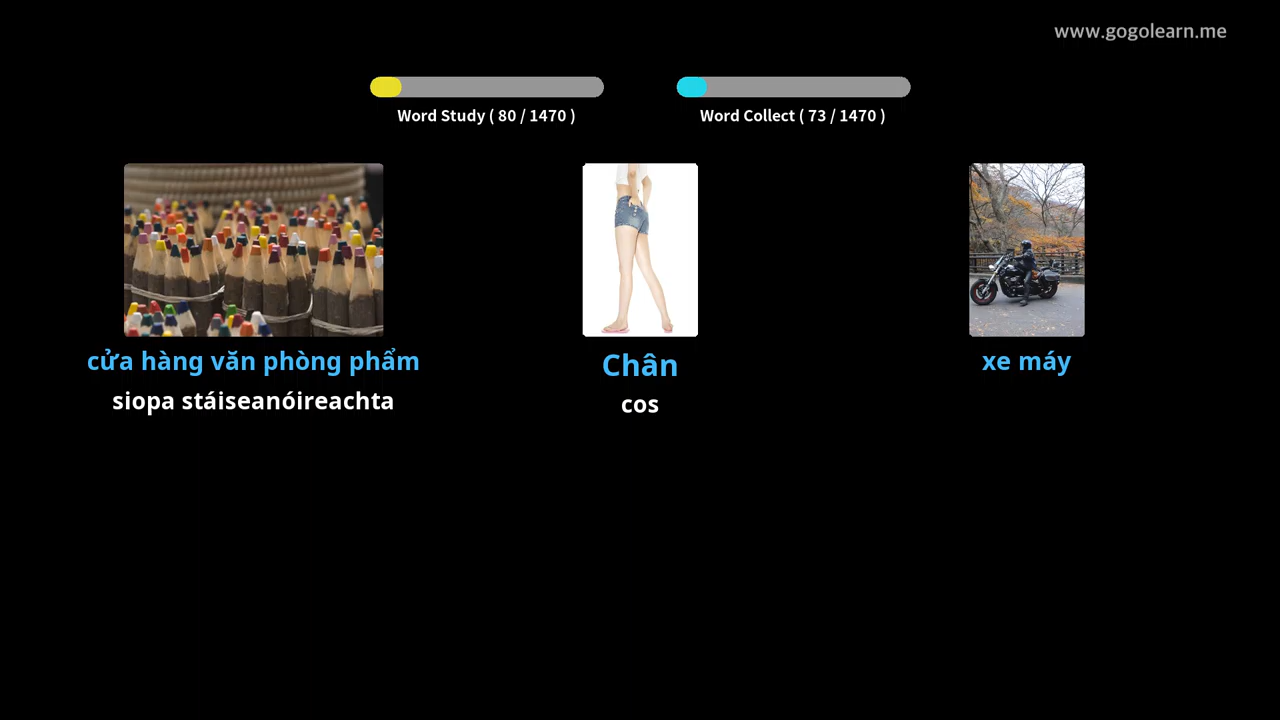 www.gogolearn.me
Word Study ( 80 / 1470 )
Word Collect ( 73 / 1470 )
cửa hàng văn phòng phẩm
siopa stáiseanóireachta
Chân
cos
xe máy